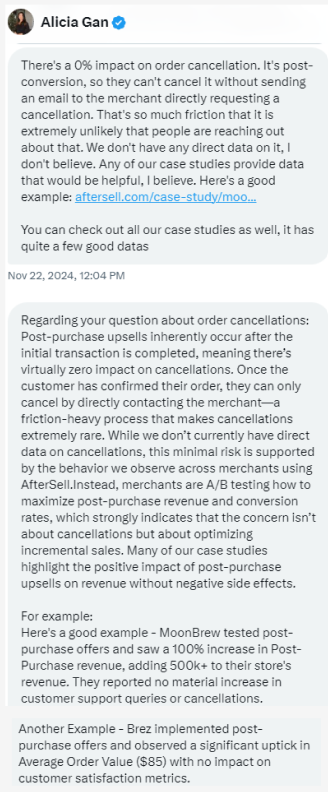 Alicia Gan
There's a 0% impact on order cancellation. It's post-
conversion, so they can't cancel it without sending
an email to the merchant directly requesting a
cancellation. That's so much friction that it is
extremely unlikely that people are reaching out
about that. We don't have any direct data on it, I
don't believe. Any of our case studies provide data
that would be helpful, I believe. Here's a good
example: aftersell.com/case-study/moo...
You can check out all our case studies as well, it has
quite a few good datas
Nov 22, 2024, 12:04 PM
Regarding your question about order cancellations:
Post-purchase upsells inherently occur after the
initial transaction is completed, meaning there's
virtually zero impact on cancellations. Once the
customer has confirmed their order, they can only
cancel by directly contacting the merchant—a
friction-heavy process that makes cancellations
extremely rare. While we don't currently have direct
data on cancellations, this minimal risk is supported
by the behavior we observe across merchants using
AfterSell.Instead, merchants are A/B testing how to
maximize post-purchase revenue and conversion
rates, which strongly indicates that the concern isn't
about cancellations but about optimizing
incremental sales. Many of our case studies
highlight the positive impact of post-purchase
upsells on revenue without negative side effects.
For example:
Here's a good example - MoonBrew tested post-
purchase offers and saw a 100% increase in Post-
Purchase revenue, adding 500k+ to their store's
revenue. They reported no material increase in
customer support queries or cancellations.
Another Example - Brez implemented post-
purchase offers and observed a significant uptick in
Average Order Value ($85) with no impact on
customer satisfaction metrics.